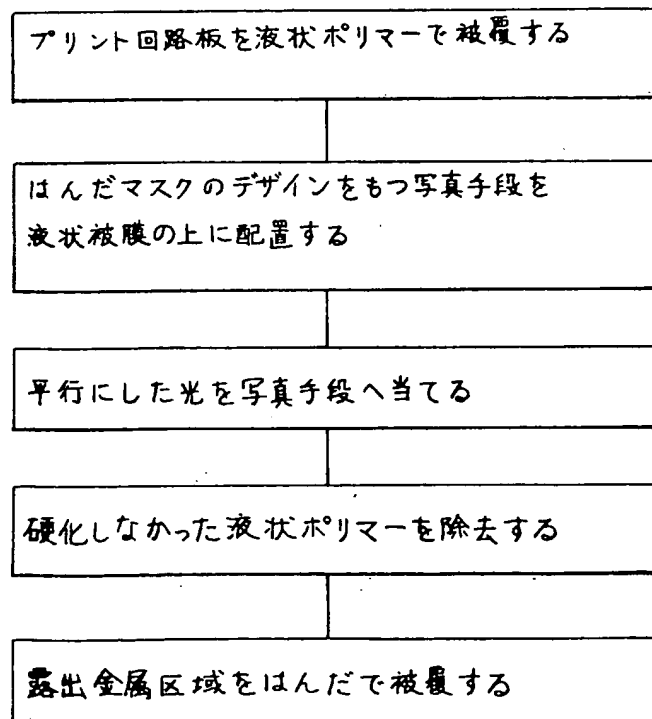 プリント回路板を液状ポリマーで被覆する
はんだマスクのデザインをもつ写真手段を
液状被膜の上に配置する
平行にした光を写真手段へ当てる
硬化しなかった液状ポリマーを除去する
露出金属区域をはんだで被覆する